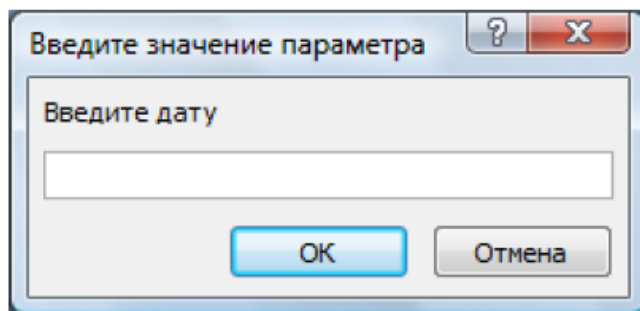 Введите значение параметра
Введите дату
OK
Отмена